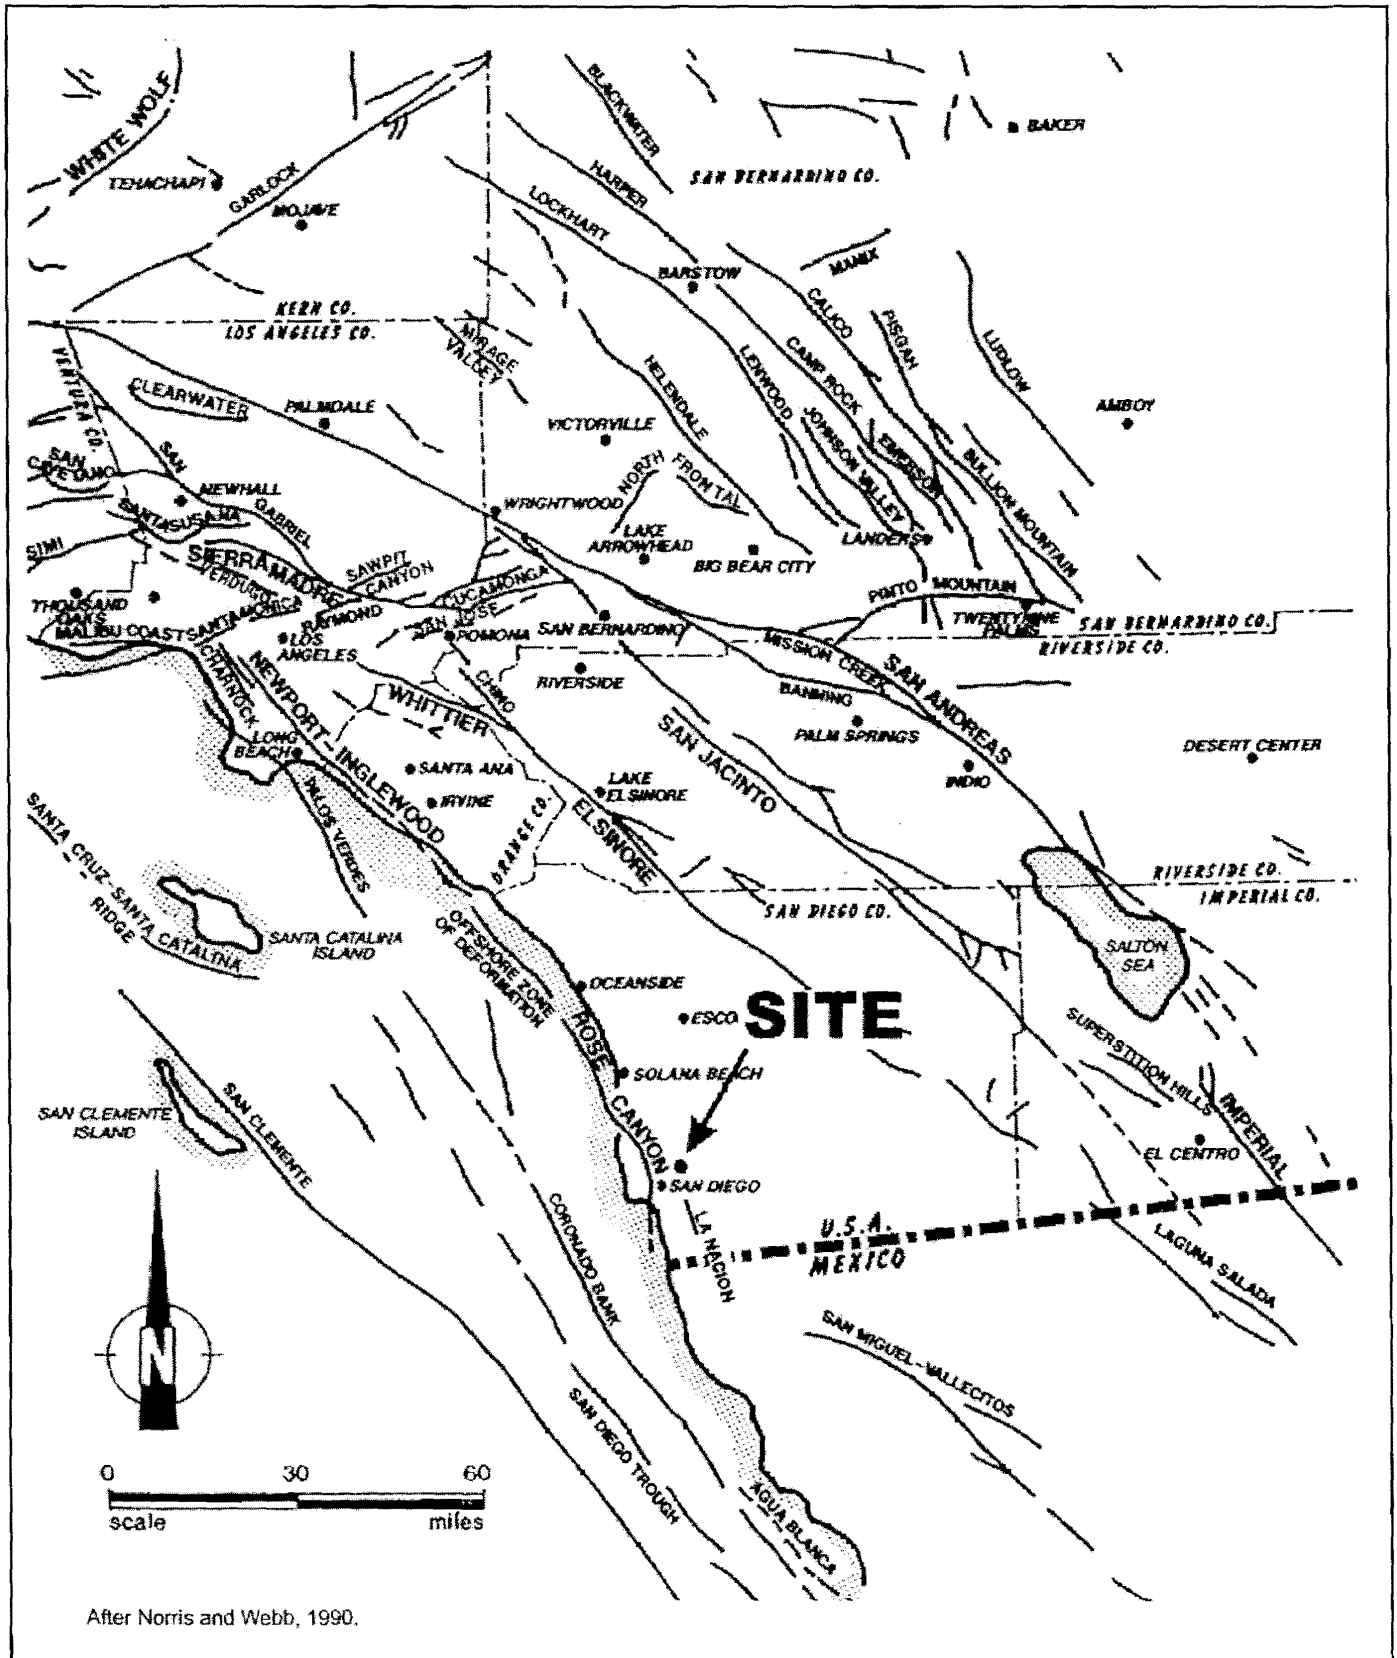 WHITE WOLF
BLACKWATER
BAKER
TEHACHAPI
GARLOCK
MOJAVE
HARPER
SAN BERNARDINO CO.
LOCKHART
BARSTOW
MANIX
CALICO
PISGAH
LUDLOW
KERN CO.
LOS ANGELES CO.
VENTURA CO.
MIRAGE
VALLEY
CLEARWATER
PALMDALE
VICTORVILLE
HELENDALE
LENWOOD
CAMP ROCK
JOHNSON VALLEY
EMERSON
BULLION MOUNTAIN
AMBOY
SAN
CAYETANO
SAN
GABRIEL
NEWHALL
SANTA SUSANA
SIMI
WRIGHTWOOD
NORTH FRONTAL
LAKE
ARROWHEAD
BIG BEAR CITY
LANDERS
SIERRA MADRE
VERDUGO
SAWPIT
CANYON
CUCAMONGA
SAN JOSE
RAYMOND
SANTA MONICA
THOUSAND
OAKS
MALIBU COAST
LOS
ANGELES
POMONA
SAN BERNARDINO
PINTO MOUNTAIN
TWENTYNINE
PALMS
SAN BERNARDINO CO.
RIVERSIDE CO.
CHARNOCK
NEWPORT-INGLEWOOD
WHITTIER
CHINO
RIVERSIDE
MISSION CREEK
BANNING
SAN ANDREAS
PALM SPRINGS
INDIO
DESERT CENTER
LONG
BEACH
SANTA ANA
IRVINE
PALOS VERDES
ORANGE CO.
LAKE
ELSINORE
ELSINORE
SAN JACINTO
SAN DIEGO CO.
RIVERSIDE CO.
IMPERIAL CO.
SANTA CRUZ-SANTA CATALINA
RIDGE
SANTA CATALINA
ISLAND
OFFSHORE ZONE
OF DEFORMATION
SALTON
SEA
OCEANSIDE
ESCO
SITE
ROSE
CANYON
SOLANA BEACH
SUPERSTITION HILLS
IMPERIAL
EL CENTRO
SAN CLEMENTE
ISLAND
SAN CLEMENTE
SAN DIEGO
LA NACION
CORONADO BANK
U.S.A.
MEXICO
LAGUNA SALADA
SAN MIGUEL-VALLECITOS
SAN DIEGO TROUGH
AGUA BLANCA
N
0 30 60
scale miles
After Norris and Webb, 1990.